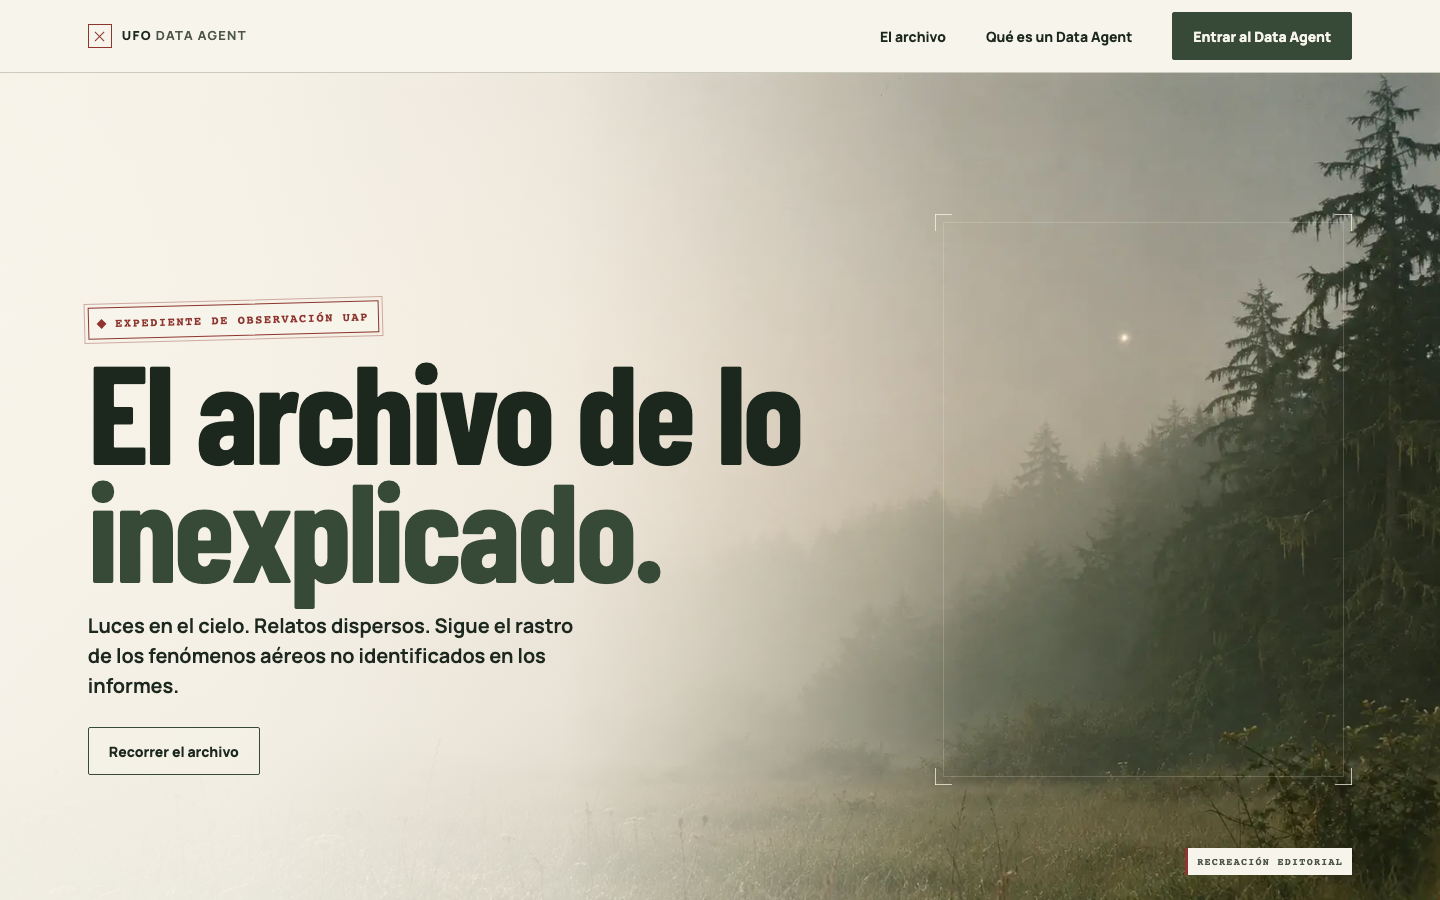 UFO DATA AGENT
El archivo
Qué es un Data Agent
Entrar al Data Agent
EXPEDIENTE DE OBSERVACIÓN UAP
El archivo de lo
inexplicado.
Luces en el cielo. Relatos dispersos. Sigue el rastro
de los fenómenos aéreos no identificados en los
informes.
Recorrer el archivo
RECREACIÓN EDITORIAL